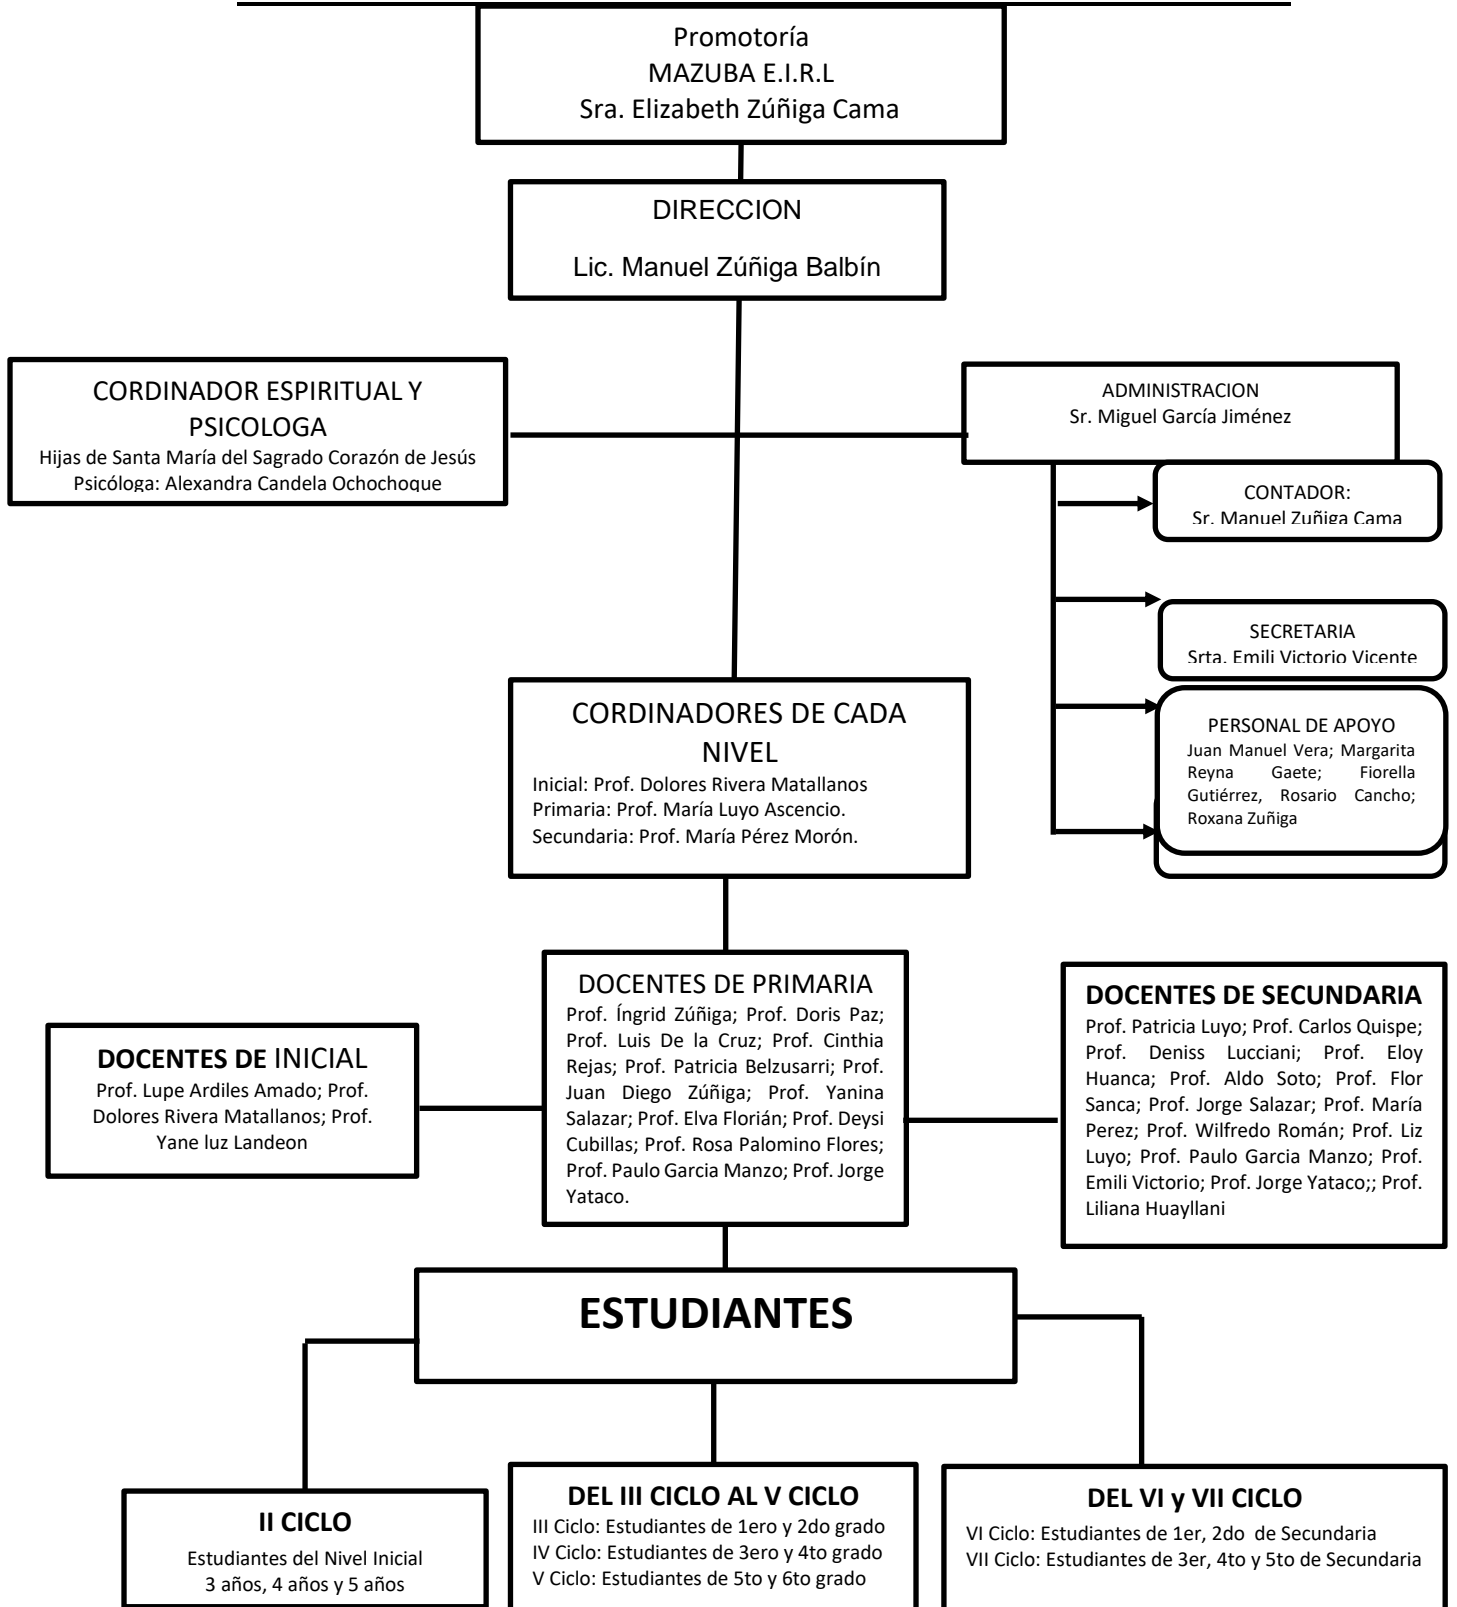 Promotoría
MAZUBA E.I.R.L
Sra. Elizabeth Zúñiga Cama
DIRECCION
Lic. Manuel Zúñiga Balbín
CORDINADOR ESPIRITUAL Y
PSICOLOGA
Hijas de Santa María del Sagrado Corazón de Jesús
Psicóloga: Alexandra Candela Ochochoque
ADMINISTRACION
Sr. Miguel García Jiménez
CONTADOR:
Sr. Manuel Zuñiga Cama
SECRETARIA
Srta. Emili Victorio Vicente
PERSONAL DE APOYO
Juan Manuel Vera; Margarita
Reyna Gaete; Fiorella
Gutiérrez, Rosario Cancho;
Roxana Zuñiga
CORDINADORES DE CADA
NIVEL
Inicial: Prof. Dolores Rivera Matallanos
Primaria: Prof. María Luyo Ascencio.
Secundaria: Prof. María Pérez Morón.
DOCENTES DE INICIAL
Prof. Lupe Ardiles Amado; Prof.
Dolores Rivera Matallanos; Prof.
Yane luz Landeon
DOCENTES DE PRIMARIA
Prof. Íngrid Zúñiga; Prof. Doris Paz;
Prof. Luis De la Cruz; Prof. Cinthia
Rejas; Prof. Patricia Belzusarri; Prof.
Juan Diego Zúñiga; Prof. Yanina
Salazar; Prof. Elva Florián; Prof. Deysi
Cubillas; Prof. Rosa Palomino Flores;
Prof. Paulo Garcia Manzo; Prof. Jorge
Yataco.
DOCENTES DE SECUNDARIA
Prof. Patricia Luyo; Prof. Carlos Quispe;
Prof. Deniss Lucciani; Prof. Eloy
Huanca; Prof. Aldo Soto; Prof. Flor
Sanca; Prof. Jorge Salazar; Prof. María
Perez; Prof. Wilfredo Román; Prof. Liz
Luyo; Prof. Paulo Garcia Manzo; Prof.
Emili Victorio; Prof. Jorge Yataco;; Prof.
Liliana Huayllani
ESTUDIANTES
II CICLO
Estudiantes del Nivel Inicial
3 años, 4 años y 5 años
DEL III CICLO AL V CICLO
III Ciclo: Estudiantes de 1ero y 2do grado
IV Ciclo: Estudiantes de 3ero y 4to grado
V Ciclo: Estudiantes de 5to y 6to grado
DEL VI y VII CICLO
VI Ciclo: Estudiantes de 1er, 2do de Secundaria
VII Ciclo: Estudiantes de 3er, 4to y 5to de Secundaria